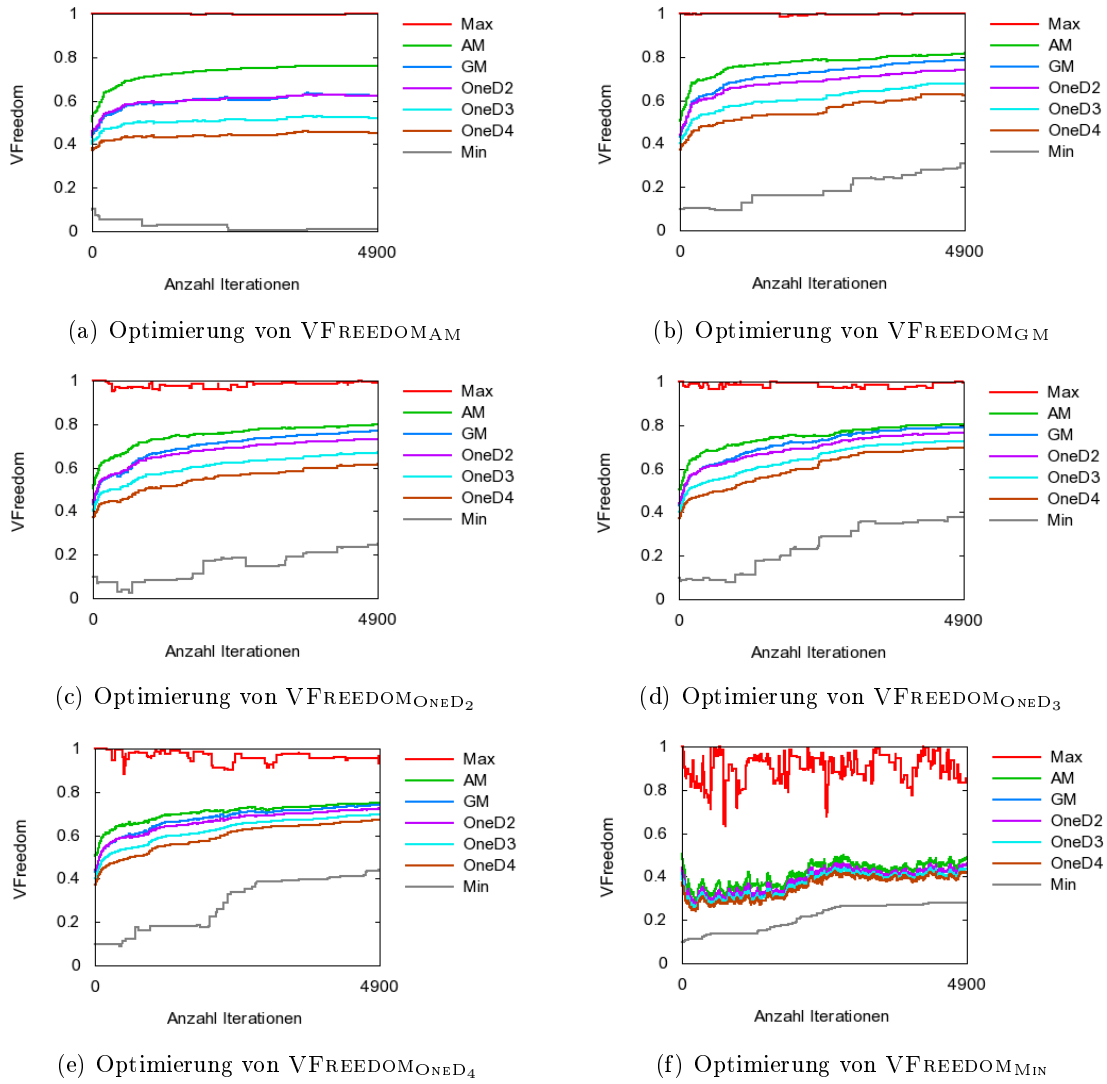 1
0.8
0.6
0.4
0.2
0
VFreedom
0
4900
Anzahl Iterationen
Max
AM
GM
OneD2
OneD3
OneD4
Min
(a) Optimierung von VFREEDOM_AM
1
0.8
0.6
0.4
0.2
0
VFreedom
0
4900
Anzahl Iterationen
Max
AM
GM
OneD2
OneD3
OneD4
Min
(b) Optimierung von VFREEDOM_GM
1
0.8
0.6
0.4
0.2
0
VFreedom
0
4900
Anzahl Iterationen
Max
AM
GM
OneD2
OneD3
OneD4
Min
(c) Optimierung von VFREEDOM_ONED2
1
0.8
0.6
0.4
0.2
0
VFreedom
0
4900
Anzahl Iterationen
Max
AM
GM
OneD2
OneD3
OneD4
Min
(d) Optimierung von VFREEDOM_ONED3
1
0.8
0.6
0.4
0.2
0
VFreedom
0
4900
Anzahl Iterationen
Max
AM
GM
OneD2
OneD3
OneD4
Min
(e) Optimierung von VFREEDOM_ONED4
1
0.8
0.6
0.4
0.2
0
VFreedom
0
4900
Anzahl Iterationen
Max
AM
GM
OneD2
OneD3
OneD4
Min
(f) Optimierung von VFREEDOM_MIN